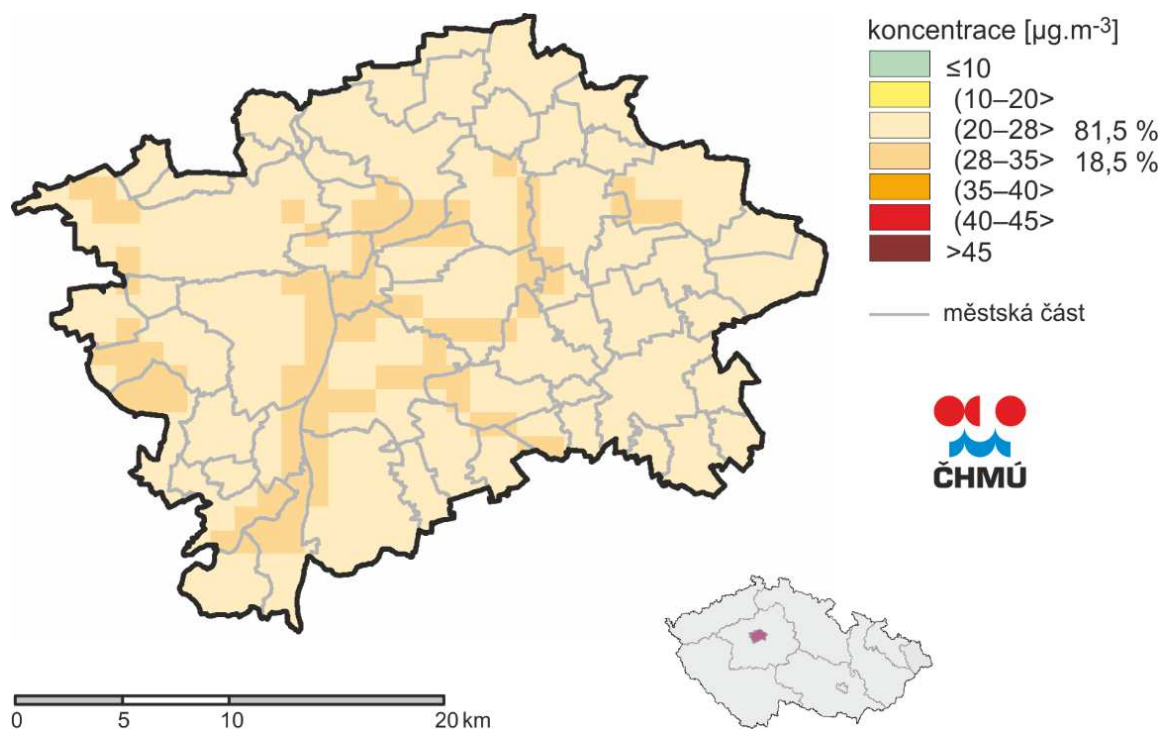 koncentrace [µg.m-3]
≤10
(10–20>
(20–28> 81,5 %
(28–35> 18,5 %
(35–40>
(40–45>
>45
městská část
ČHMÚ
0 5 10 20 km